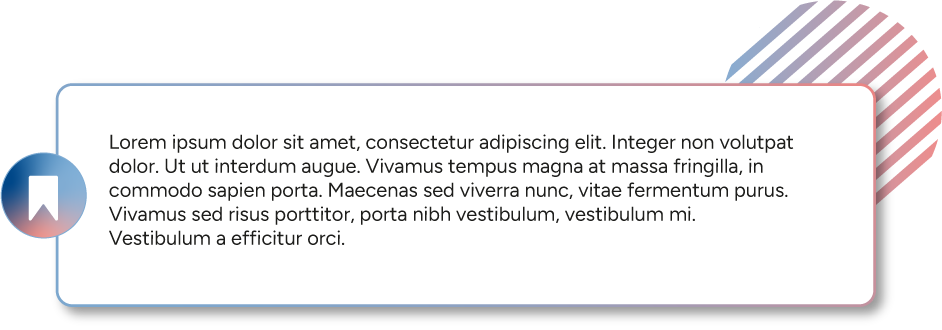 Lorem ipsum dolor sit amet, consectetur adipiscing elit. Integer non volutpat
dolor. Ut ut interdum augue. Vivamus tempus magna at massa fringilla, in
commodo sapien porta. Maecenas sed viverra nunc, vitae fermentum purus.
Vivamus sed risus porttitor, porta nibh vestibulum, vestibulum mi.
Vestibulum a efficitur orci.